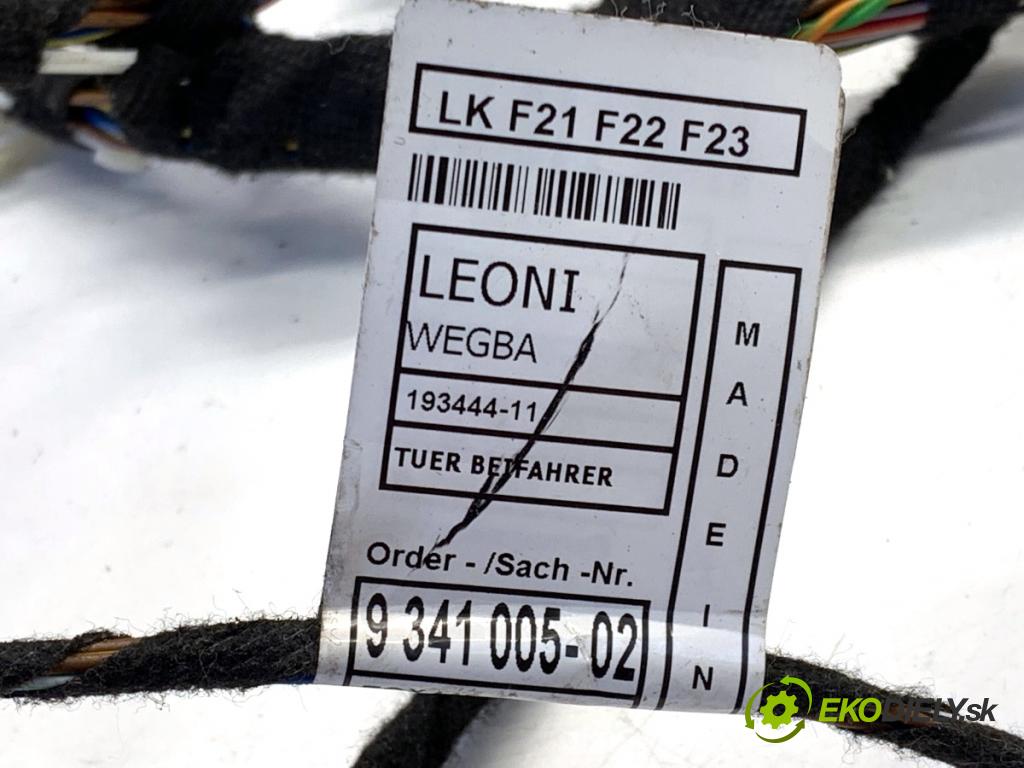 LK F21 F22 F23
LEONI
WEGBA
193444-11
TUER BEIFAHRER
Order - /Sach -Nr.
9 341 005- 02
MADE IN
EKODIELY.sk